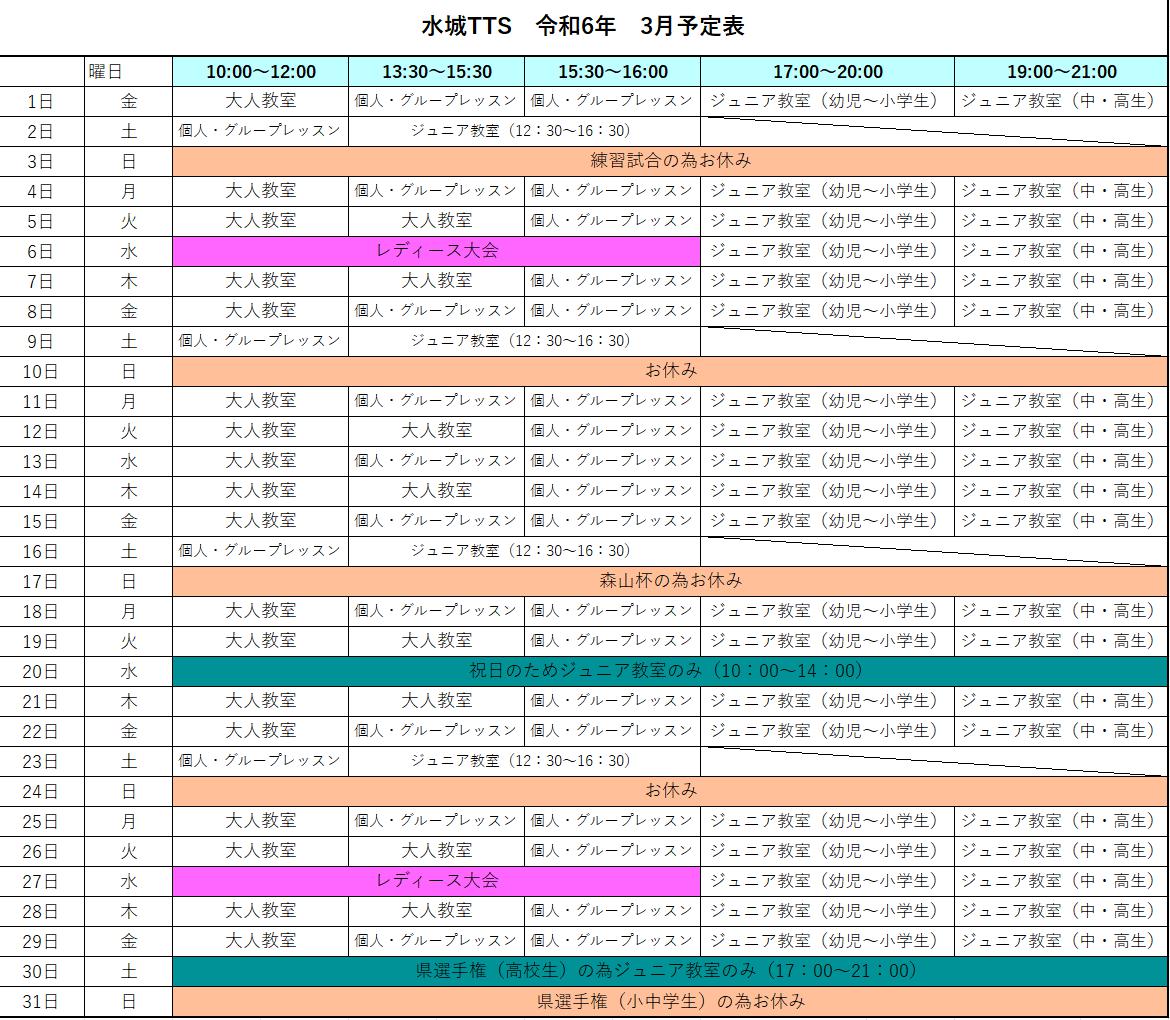 水城TTS　令和6年　3月予定表
曜日 10:00～12:00 13:30～15:30 15:30～16:00 17:00～20:00 19:00～21:00
1日 金 大人教室 個人・グループレッスン 個人・グループレッスン ジュニア教室（幼児～小学生） ジュニア教室（中・高生）
2日 土 個人・グループレッスン ジュニア教室（12：30～16：30）
3日 日 練習試合の為お休み
4日 月 大人教室 個人・グループレッスン 個人・グループレッスン ジュニア教室（幼児～小学生） ジュニア教室（中・高生）
5日 火 大人教室 大人教室 個人・グループレッスン ジュニア教室（幼児～小学生） ジュニア教室（中・高生）
6日 水 レディース大会 ジュニア教室（幼児～小学生） ジュニア教室（中・高生）
7日 木 大人教室 大人教室 個人・グループレッスン ジュニア教室（幼児～小学生） ジュニア教室（中・高生）
8日 金 大人教室 個人・グループレッスン 個人・グループレッスン ジュニア教室（幼児～小学生） ジュニア教室（中・高生）
9日 土 個人・グループレッスン ジュニア教室（12：30～16：30）
10日 日 お休み
11日 月 大人教室 個人・グループレッスン 個人・グループレッスン ジュニア教室（幼児～小学生） ジュニア教室（中・高生）
12日 火 大人教室 大人教室 個人・グループレッスン ジュニア教室（幼児～小学生） ジュニア教室（中・高生）
13日 水 大人教室 個人・グループレッスン 個人・グループレッスン ジュニア教室（幼児～小学生） ジュニア教室（中・高生）
14日 木 大人教室 大人教室 個人・グループレッスン ジュニア教室（幼児～小学生） ジュニア教室（中・高生）
15日 金 大人教室 個人・グループレッスン 個人・グループレッスン ジュニア教室（幼児～小学生） ジュニア教室（中・高生）
16日 土 個人・グループレッスン ジュニア教室（12：30～16：30）
17日 日 森山杯の為お休み
18日 月 大人教室 個人・グループレッスン 個人・グループレッスン ジュニア教室（幼児～小学生） ジュニア教室（中・高生）
19日 火 大人教室 大人教室 個人・グループレッスン ジュニア教室（幼児～小学生） ジュニア教室（中・高生）
20日 水 祝日のためジュニア教室のみ（10：00～14：00）
21日 木 大人教室 大人教室 個人・グループレッスン ジュニア教室（幼児～小学生） ジュニア教室（中・高生）
22日 金 大人教室 個人・グループレッスン 個人・グループレッスン ジュニア教室（幼児～小学生） ジュニア教室（中・高生）
23日 土 個人・グループレッスン ジュニア教室（12：30～16：30）
24日 日 お休み
25日 月 大人教室 個人・グループレッスン 個人・グループレッスン ジュニア教室（幼児～小学生） ジュニア教室（中・高生）
26日 火 大人教室 大人教室 個人・グループレッスン ジュニア教室（幼児～小学生） ジュニア教室（中・高生）
27日 水 レディース大会 ジュニア教室（幼児～小学生） ジュニア教室（中・高生）
28日 木 大人教室 大人教室 個人・グループレッスン ジュニア教室（幼児～小学生） ジュニア教室（中・高生）
29日 金 大人教室 個人・グループレッスン 個人・グループレッスン ジュニア教室（幼児～小学生） ジュニア教室（中・高生）
30日 土 県選手権（高校生）の為ジュニア教室のみ（17：00～21：00）
31日 日 県選手権（小中学生）の為お休み